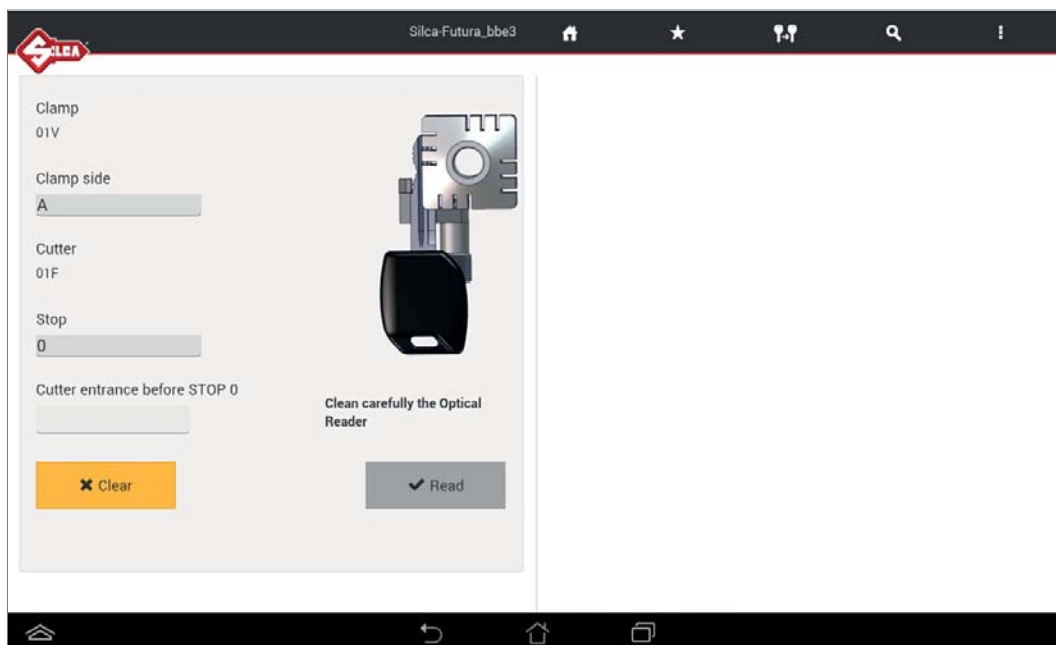 SILCA
Silca-Futura_bbe3
Clamp
01V
Clamp side
A
Cutter
01F
Stop
0
Cutter entrance before STOP 0
Clean carefully the Optical
Reader
Clear
Read